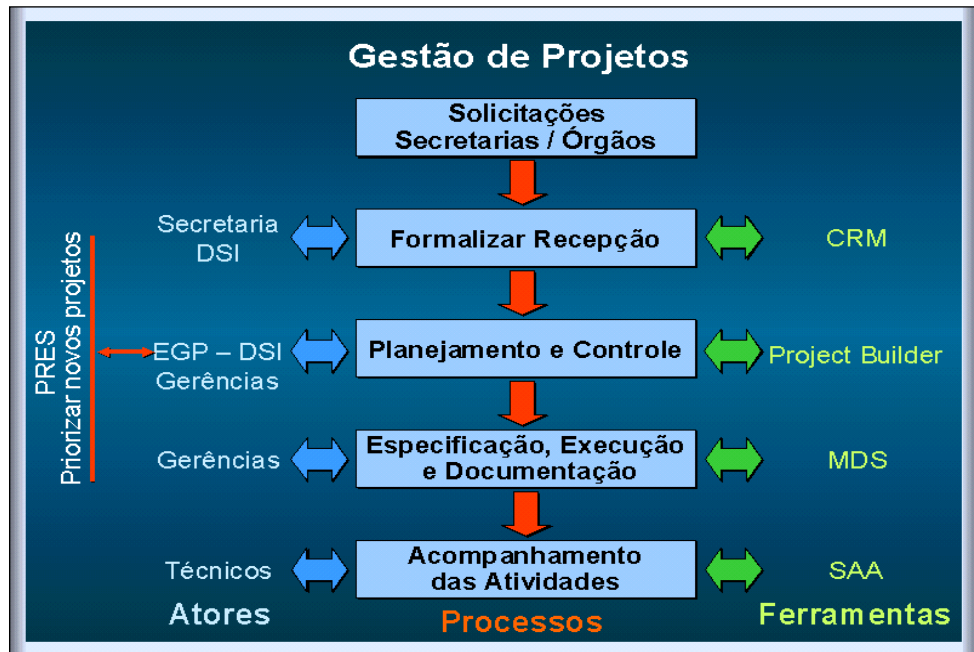 Gestão de Projetos
Solicitações
Secretarias / Órgãos
Secretaria
DSI
Formalizar Recepção
CRM
PRES
Priorizar novos projetos
EGP – DSI
Gerências
Planejamento e Controle
Project Builder
Gerências
Especificação, Execução
e Documentação
MDS
Técnicos
Acompanhamento
das Atividades
SAA
Atores
Processos
Ferramentas